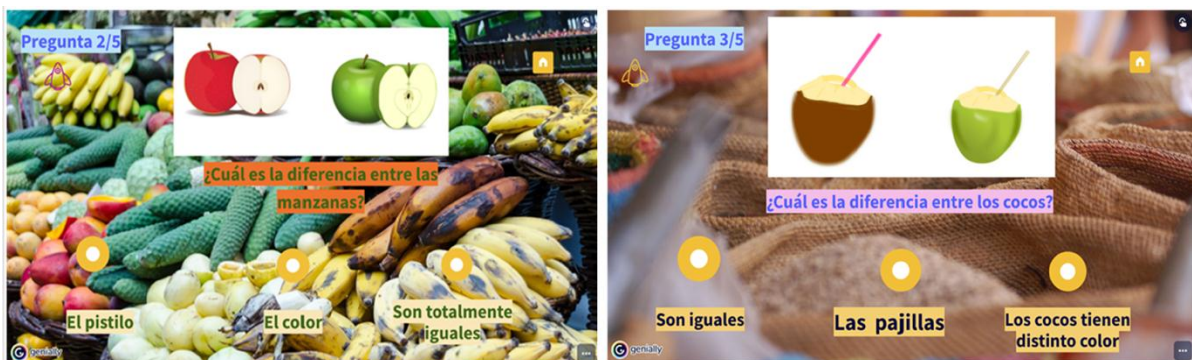 Pregunta 2/5
¿Cuál es la diferencia entre las
manzanas?
El pistilo
El color
Son totalmente
iguales
genially
Pregunta 3/5
¿Cuál es la diferencia entre los cocos?
Son iguales
Las pajillas
Los cocos tienen
distinto color
genially